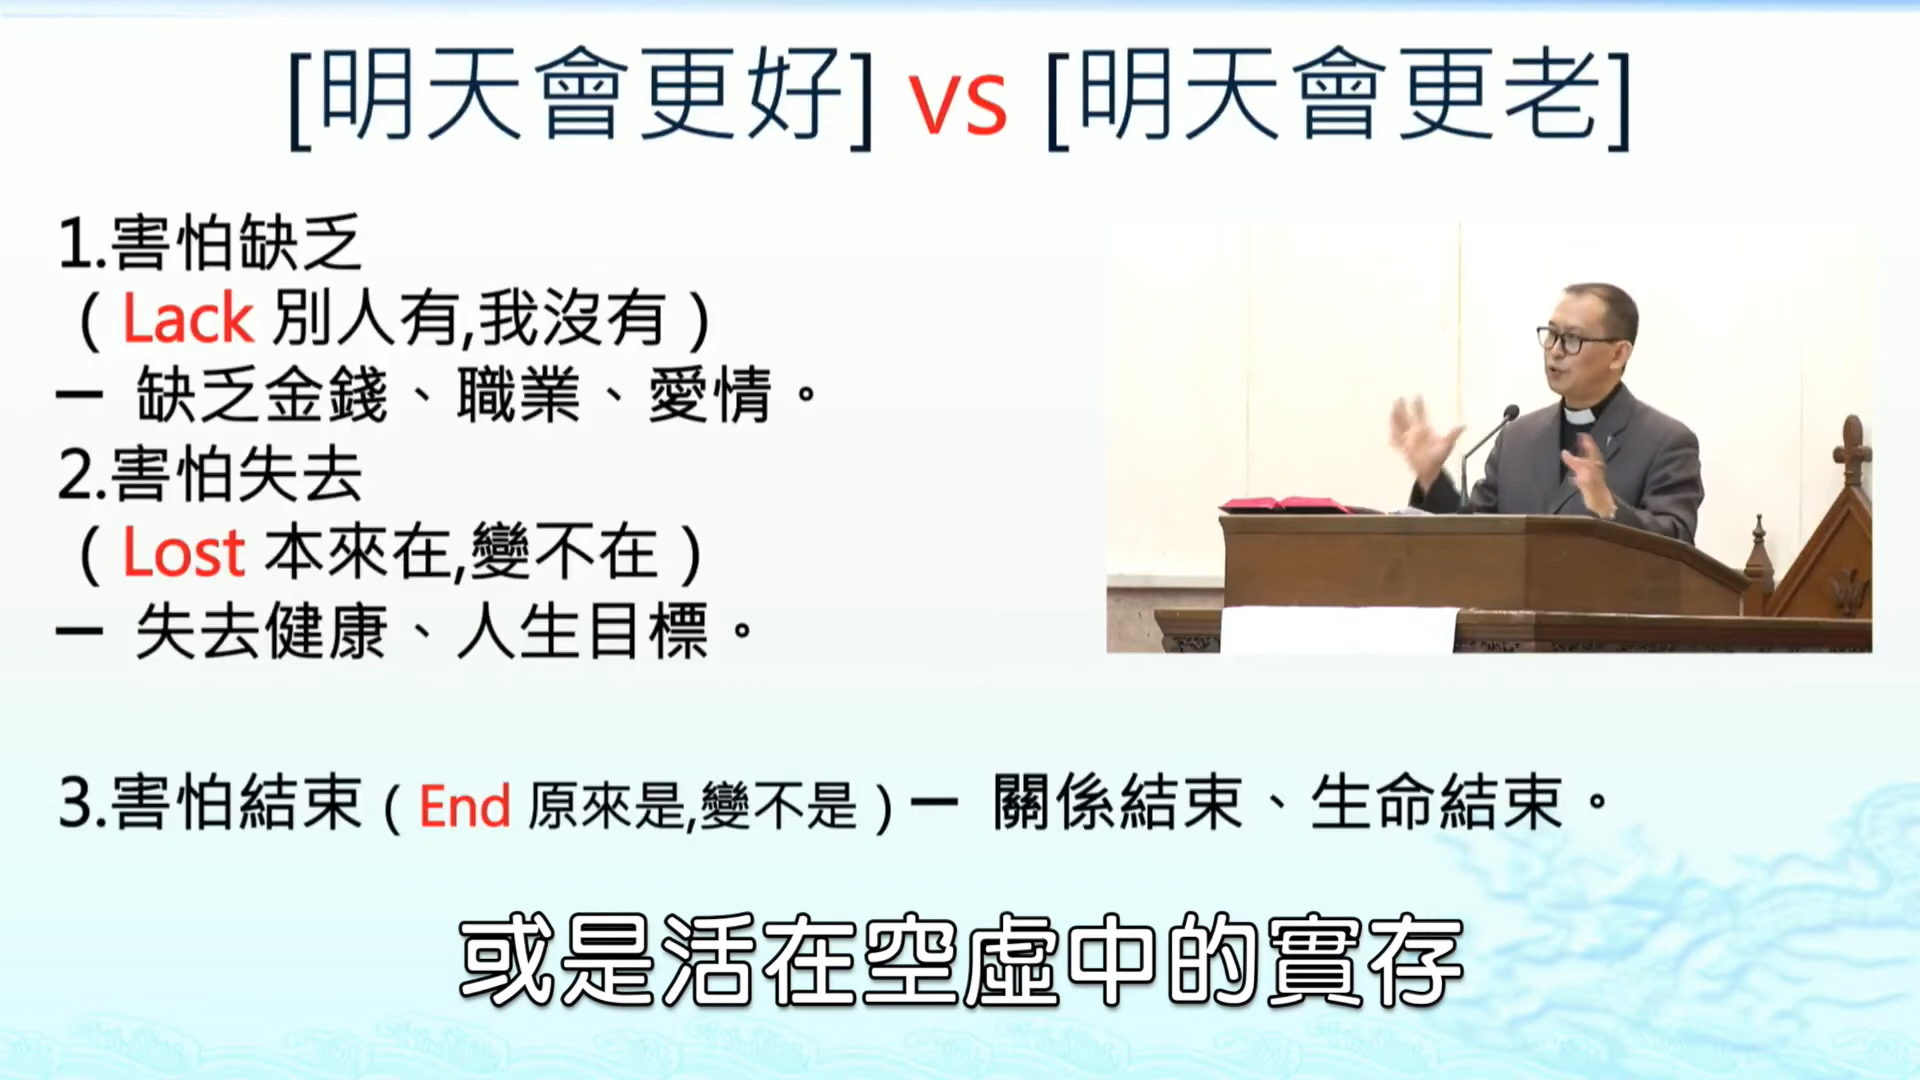 [明天會更好] vs [明天會更老]
1.害怕缺乏
（Lack 別人有,我沒有）
— 缺乏金錢、職業、愛情。
2.害怕失去
（Lost 本來在,變不在）
— 失去健康、人生目標。
3.害怕結束（End 原來是,變不是）— 關係結束、生命結束。
或是活在空虛中的實存